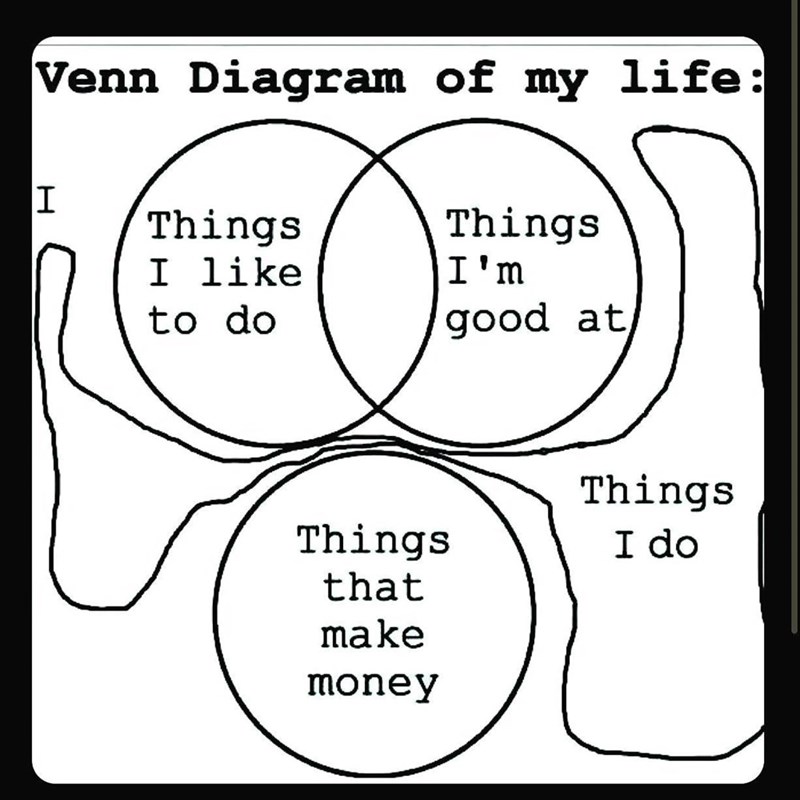 Venn Diagram of my life:
I
Things
I like
to do
Things
I'm
good at
Things
I do
Things
that
make
money